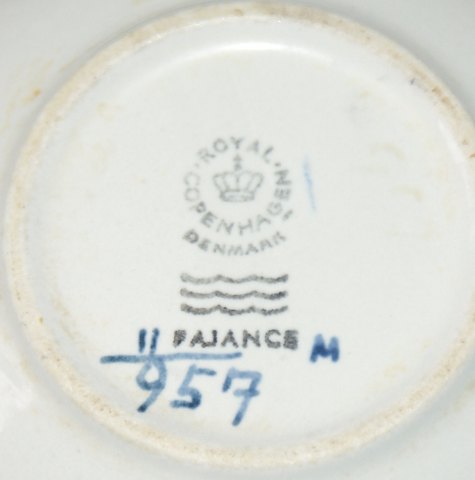 ROYAL
COPENHAGEN
DENMARK
11 FAJANCE M
957